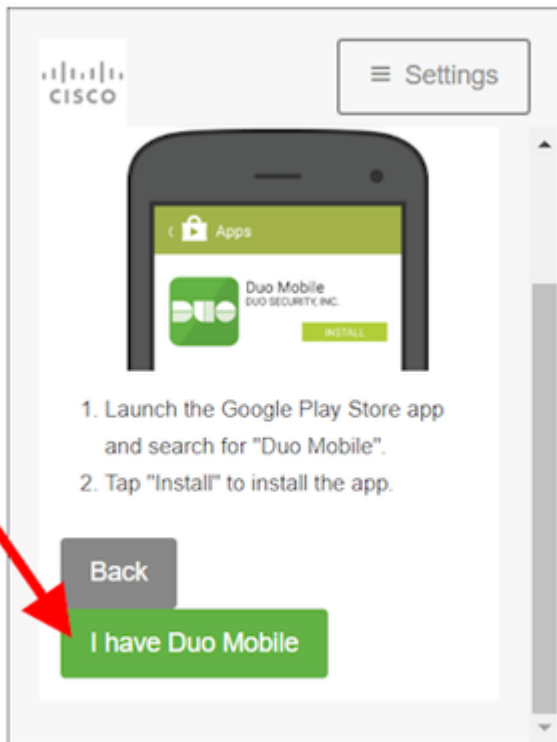 CISCO
≡ Settings
Apps
Duo Mobile
DUO SECURITY, INC.
INSTALL
1. Launch the Google Play Store app
and search for "Duo Mobile".
2. Tap "Install" to install the app.
Back
I have Duo Mobile